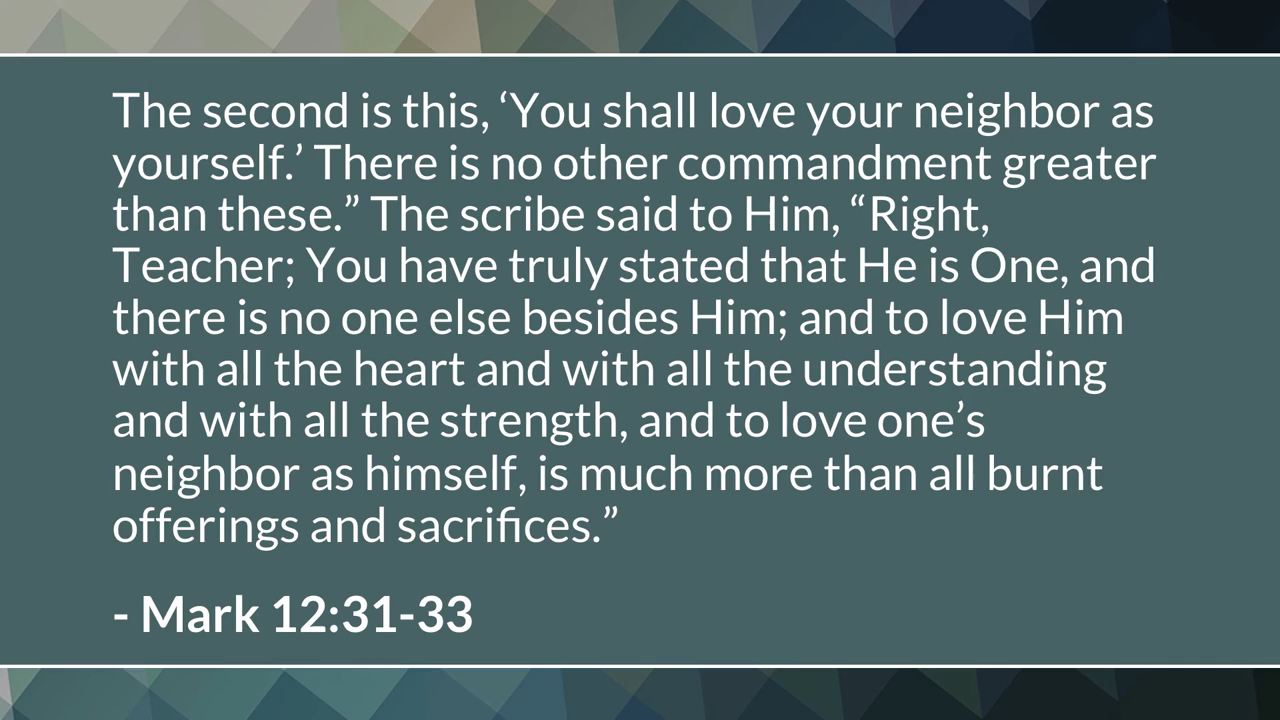 The second is this, ‘You shall love your neighbor as
yourself.’ There is no other commandment greater
than these.” The scribe said to Him, “Right,
Teacher; You have truly stated that He is One, and
there is no one else besides Him; and to love Him
with all the heart and with all the understanding
and with all the strength, and to love one’s
neighbor as himself, is much more than all burnt
offerings and sacrifices.”
- Mark 12:31-33